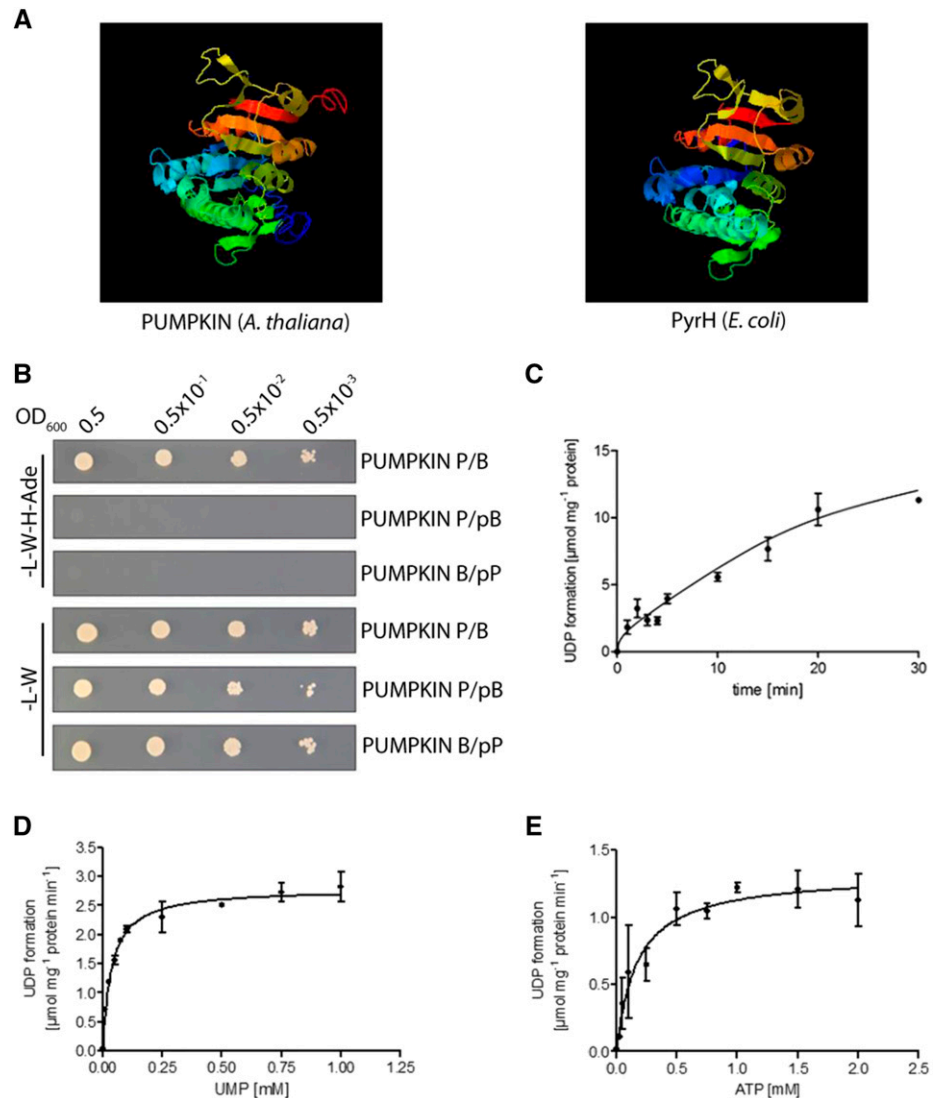 A
PUMPKIN (A. thaliana)
PyrH (E. coli)
B
OD600
0.5
0.5x10-1
0.5x10-2
0.5x10-3
-L-W-H-Ade
PUMPKIN P/B
PUMPKIN P/pB
PUMPKIN B/pP
-L-W
PUMPKIN P/B
PUMPKIN P/pB
PUMPKIN B/pP
C
UDP formation [µmol mg-1 protein]
15
10
5
0
0
10
20
30
time [min]
D
UDP formation
[µmol mg-1 protein min-1]
3.5
3.0
2.5
2.0
1.5
1.0
0.5
0.0
0.00
0.25
0.50
0.75
1.00
1.25
UMP [mM]
E
UDP formation
[µmol mg-1 protein min-1]
1.5
1.0
0.5
0.0
0.0
0.5
1.0
1.5
2.0
2.5
ATP [mM]